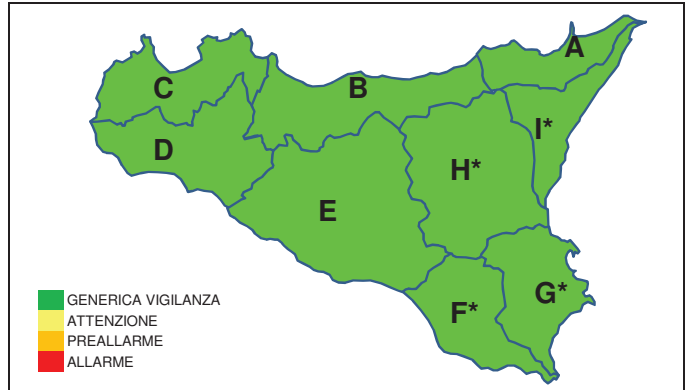 A
B
C
I*
D
H*
E
G*
F*
GENERICA VIGILANZA
ATTENZIONE
PREALLARME
ALLARME